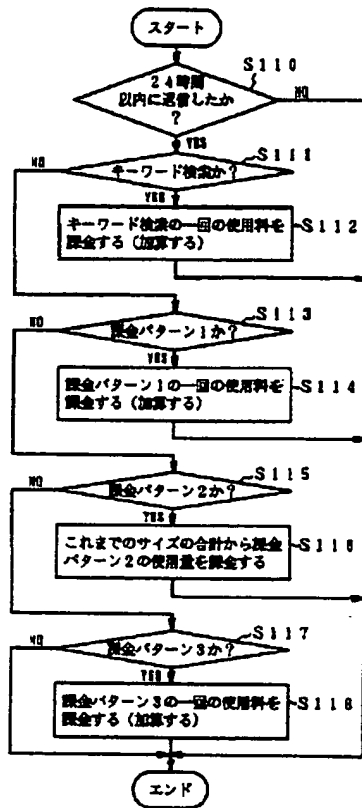 スタート
S110
24時間
以内に返信したか
?
NO
YES
S111
NO
キーワード検索か?
YES
キーワード検索の一回の使用料を
課金する(加算する)
S112
S113
NO
課金パターン1か?
YES
課金パターン1の一回の使用料を
課金する(加算する)
S114
S115
NO
課金パターン2か?
YES
これまでのサイズの合計から課金
パターン2の使用量を課金する
S116
S117
NO
課金パターン3か?
YES
課金パターン3の一回の使用料を
課金する(加算する)
S118
エンド